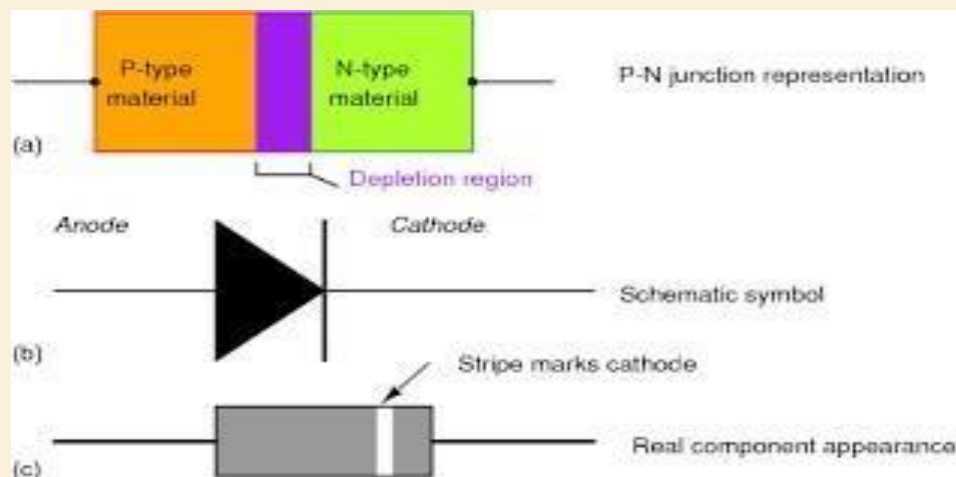 P-type
material
N-type
material
P-N junction representation
(a)
Depletion region
Anode
Cathode
Schematic symbol
(b)
Stripe marks cathode
Real component appearance
(c)